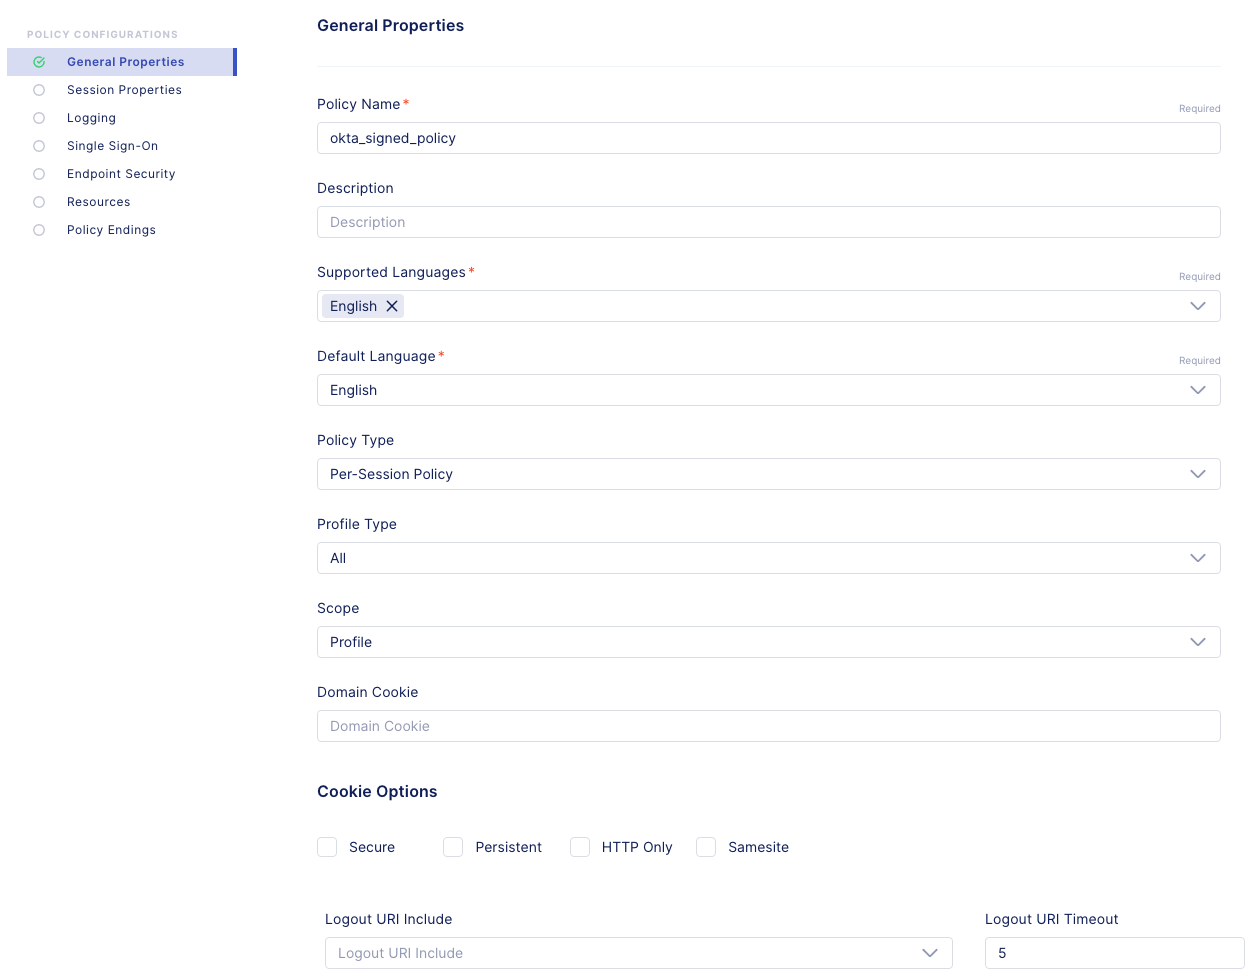 POLICY CONFIGURATIONS
General Properties
Session Properties
Logging
Single Sign-On
Endpoint Security
Resources
Policy Endings
General Properties
Policy Name*
Required
okta_signed_policy
Description
Description
Supported Languages*
Required
English
Default Language*
Required
English
Policy Type
Per-Session Policy
Profile Type
All
Scope
Profile
Domain Cookie
Domain Cookie
Cookie Options
Secure Persistent HTTP Only Samesite
Logout URI Include
Logout URI Include
Logout URI Timeout
5